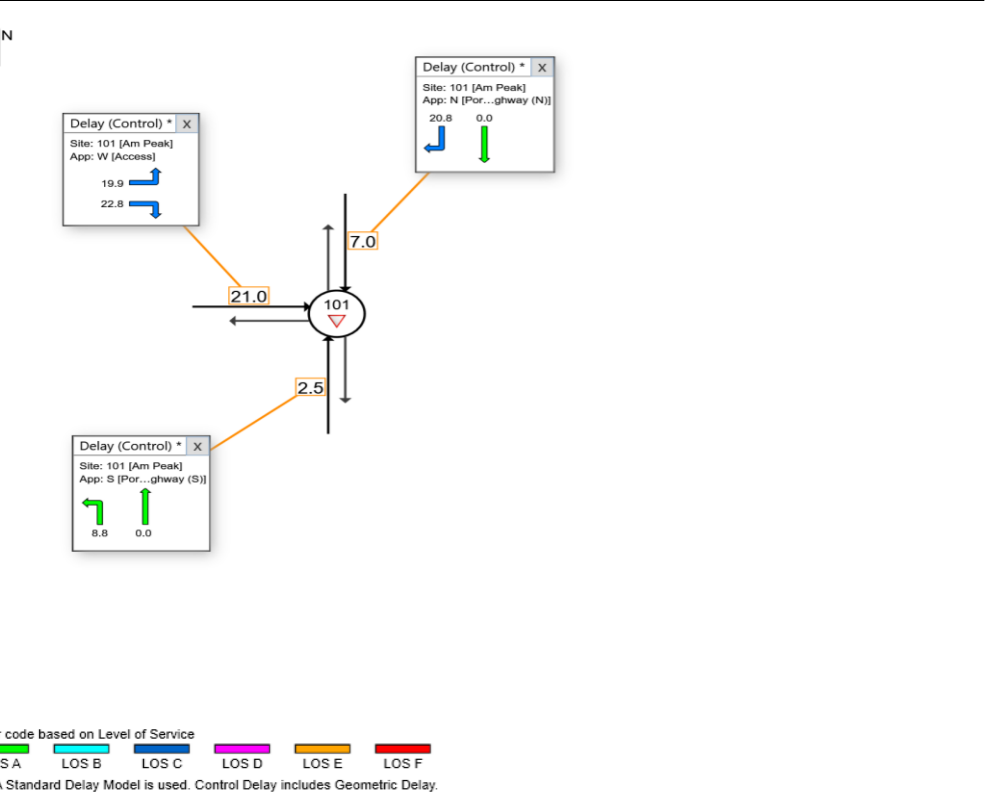 N
Delay (Control) * X
Site: 101 [Am Peak]
App: N [Por...ghway (N)]
20.8 0.0
Delay (Control) * X
Site: 101 [Am Peak]
App: W [Access]
19.9
22.8
7.0
21.0
101
2.5
Delay (Control) * X
Site: 101 [Am Peak]
App: S [Por...ghway (S)]
8.8 0.0
code based on Level of Service
S A LOS B LOS C LOS D LOS E LOS F
Standard Delay Model is used. Control Delay includes Geometric Delay.